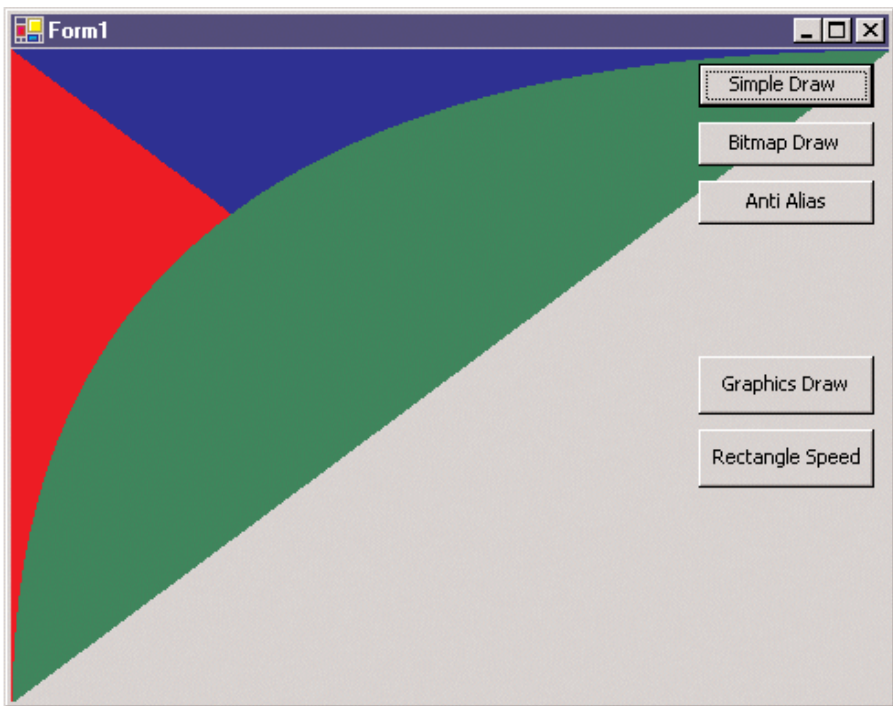 Form1
Simple Draw
Bitmap Draw
Anti Alias
Graphics Draw
Rectangle Speed